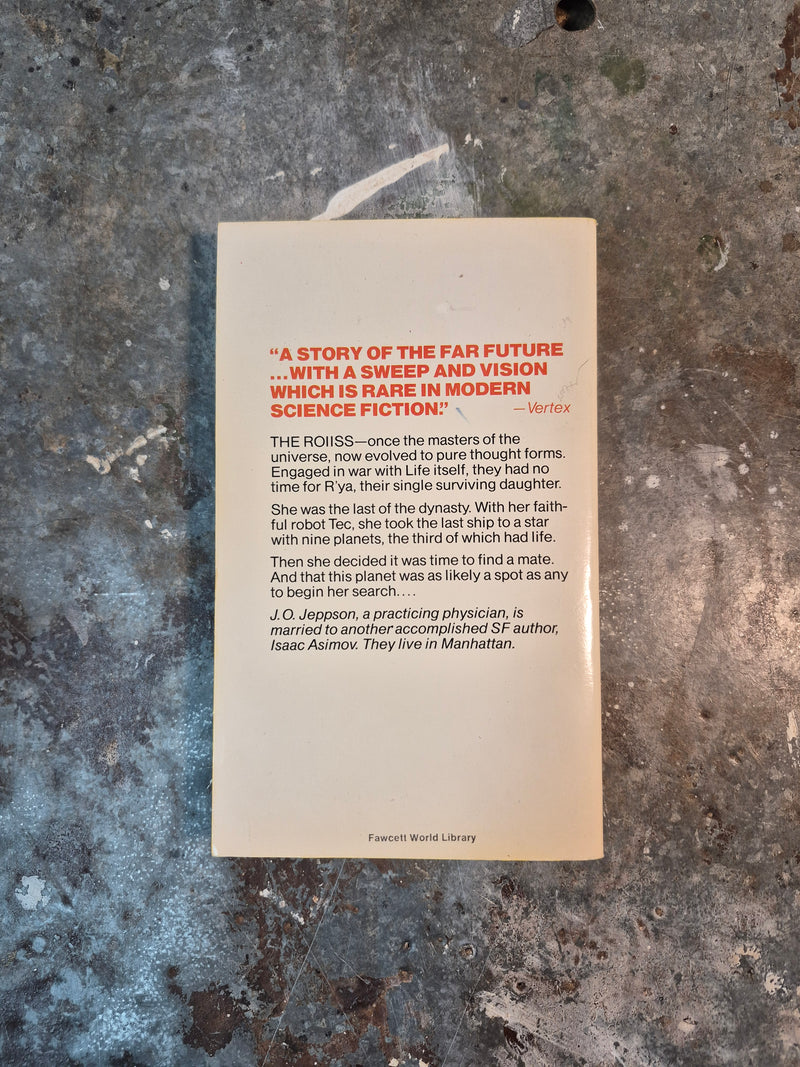 “A STORY OF THE FAR FUTURE
...WITH A SWEEP AND VISION
WHICH IS RARE IN MODERN
SCIENCE FICTION.” —Vertex
THE ROIISS—once the masters of the
universe, now evolved to pure thought forms.
Engaged in war with Life itself, they had no
time for R'ya, their single surviving daughter.
She was the last of the dynasty. With her faith-
ful robot Tec, she took the last ship to a star
with nine planets, the third of which had life.
Then she decided it was time to find a mate.
And that this planet was as likely a spot as any
to begin her search....
J.O. Jeppson, a practicing physician, is
married to another accomplished SF author,
Isaac Asimov. They live in Manhattan.
Fawcett World Library